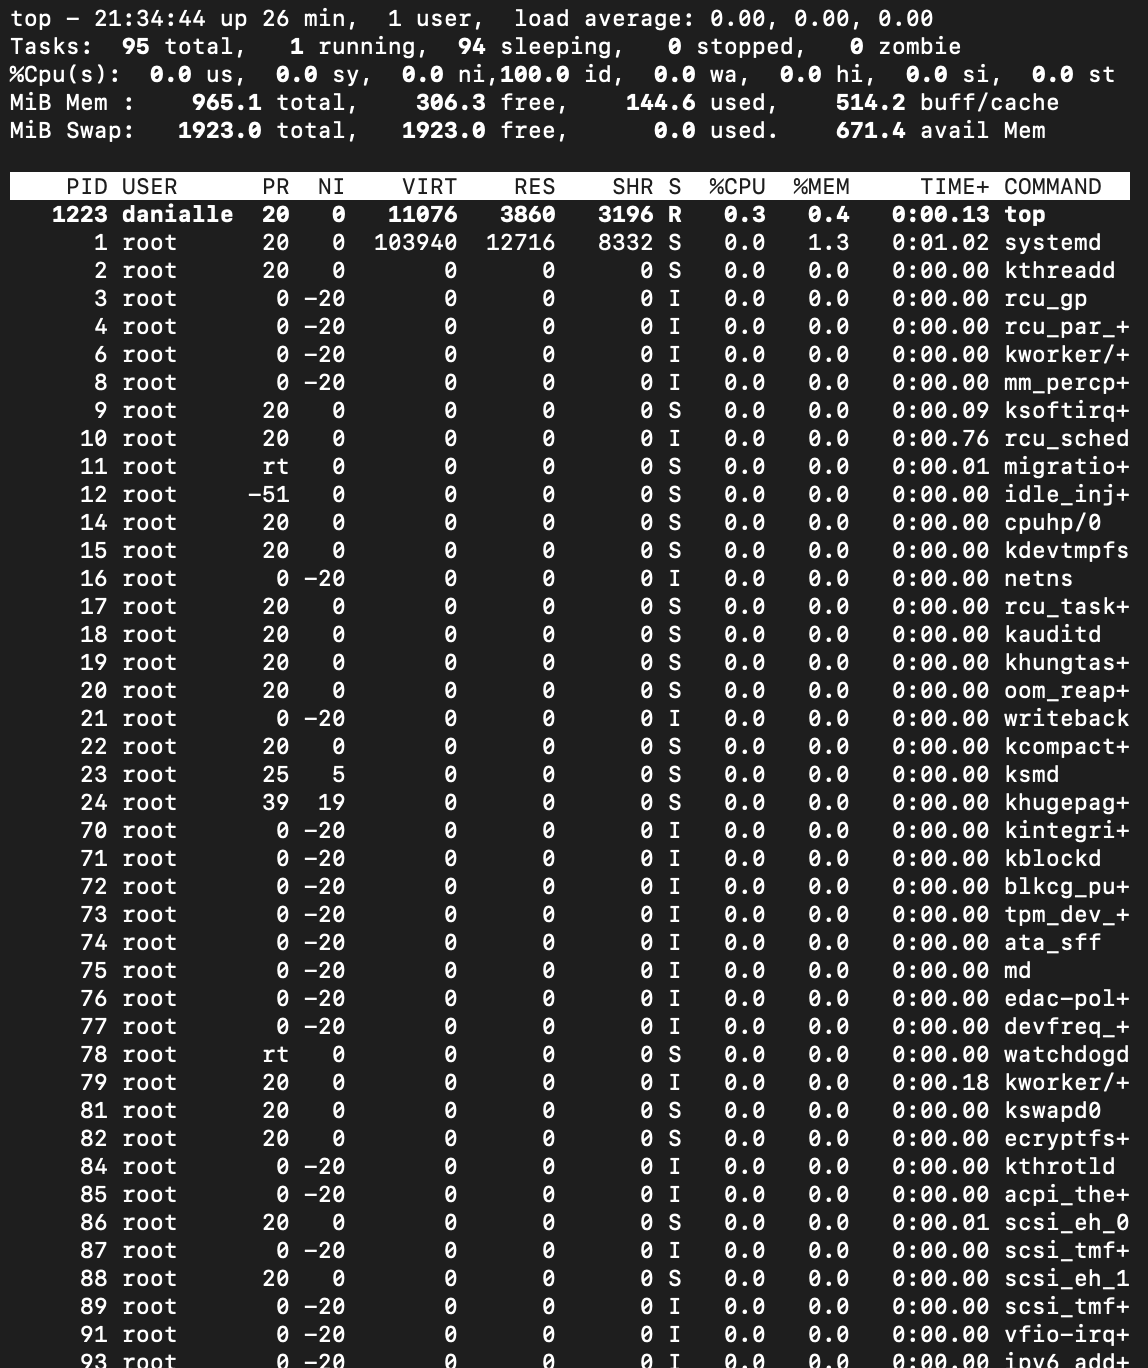 top - 21:34:44 up 26 min,  1 user,  load average: 0.00, 0.00, 0.00
Tasks:  95 total,   1 running,  94 sleeping,   0 stopped,   0 zombie
%Cpu(s):  0.0 us,  0.0 sy,  0.0 ni,100.0 id,  0.0 wa,  0.0 hi,  0.0 si,  0.0 st
MiB Mem :    965.1 total,    306.3 free,    144.6 used,    514.2 buff/cache
MiB Swap:   1923.0 total,   1923.0 free,      0.0 used.    671.4 avail Mem
PID USER      PR  NI    VIRT    RES    SHR S  %CPU  %MEM     TIME+ COMMAND
1223 danialle  20   0   11076   3860   3196 R   0.3   0.4   0:00.13 top
1 root      20   0  103940  12716   8332 S   0.0   1.3   0:01.02 systemd
2 root      20   0       0      0      0 S   0.0   0.0   0:00.00 kthreadd
3 root       0 -20       0      0      0 I   0.0   0.0   0:00.00 rcu_gp
4 root       0 -20       0      0      0 I   0.0   0.0   0:00.00 rcu_par_+
6 root       0 -20       0      0      0 I   0.0   0.0   0:00.00 kworker/+
8 root       0 -20       0      0      0 I   0.0   0.0   0:00.00 mm_percp+
9 root      20   0       0      0      0 S   0.0   0.0   0:00.09 ksoftirq+
10 root      20   0       0      0      0 I   0.0   0.0   0:00.76 rcu_sched
11 root      rt   0       0      0      0 S   0.0   0.0   0:00.01 migratio+
12 root     -51   0       0      0      0 S   0.0   0.0   0:00.00 idle_inj+
14 root      20   0       0      0      0 S   0.0   0.0   0:00.00 cpuhp/0
15 root      20   0       0      0      0 S   0.0   0.0   0:00.00 kdevtmpfs
16 root       0 -20       0      0      0 I   0.0   0.0   0:00.00 netns
17 root      20   0       0      0      0 S   0.0   0.0   0:00.00 rcu_task+
18 root      20   0       0      0      0 S   0.0   0.0   0:00.00 kauditd
19 root      20   0       0      0      0 S   0.0   0.0   0:00.00 khungtas+
20 root      20   0       0      0      0 S   0.0   0.0   0:00.00 oom_reap+
21 root       0 -20       0      0      0 I   0.0   0.0   0:00.00 writeback
22 root      20   0       0      0      0 S   0.0   0.0   0:00.00 kcompact+
23 root      25   5       0      0      0 S   0.0   0.0   0:00.00 ksmd
24 root      39  19       0      0      0 S   0.0   0.0   0:00.00 khugepag+
70 root       0 -20       0      0      0 I   0.0   0.0   0:00.00 kintegri+
71 root       0 -20       0      0      0 I   0.0   0.0   0:00.00 kblockd
72 root       0 -20       0      0      0 I   0.0   0.0   0:00.00 blkcg_pu+
73 root       0 -20       0      0      0 I   0.0   0.0   0:00.00 tpm_dev_+
74 root       0 -20       0      0      0 I   0.0   0.0   0:00.00 ata_sff
75 root       0 -20       0      0      0 I   0.0   0.0   0:00.00 md
76 root       0 -20       0      0      0 I   0.0   0.0   0:00.00 edac-pol+
77 root       0 -20       0      0      0 I   0.0   0.0   0:00.00 devfreq_+
78 root      rt   0       0      0      0 S   0.0   0.0   0:00.00 watchdogd
79 root      20   0       0      0      0 I   0.0   0.0   0:00.18 kworker/+
81 root      20   0       0      0      0 S   0.0   0.0   0:00.00 kswapd0
82 root      20   0       0      0      0 S   0.0   0.0   0:00.00 ecryptfs+
84 root       0 -20       0      0      0 I   0.0   0.0   0:00.00 kthrotld
85 root       0 -20       0      0      0 I   0.0   0.0   0:00.00 acpi_the+
86 root      20   0       0      0      0 S   0.0   0.0   0:00.01 scsi_eh_0
87 root       0 -20       0      0      0 I   0.0   0.0   0:00.00 scsi_tmf+
88 root      20   0       0      0      0 S   0.0   0.0   0:00.00 scsi_eh_1
89 root       0 -20       0      0      0 I   0.0   0.0   0:00.00 scsi_tmf+
91 root       0 -20       0      0      0 I   0.0   0.0   0:00.00 vfio-irq+
93 root       0 -20       0      0      0 I   0.0   0.0   0:00.00 ipv6_add+